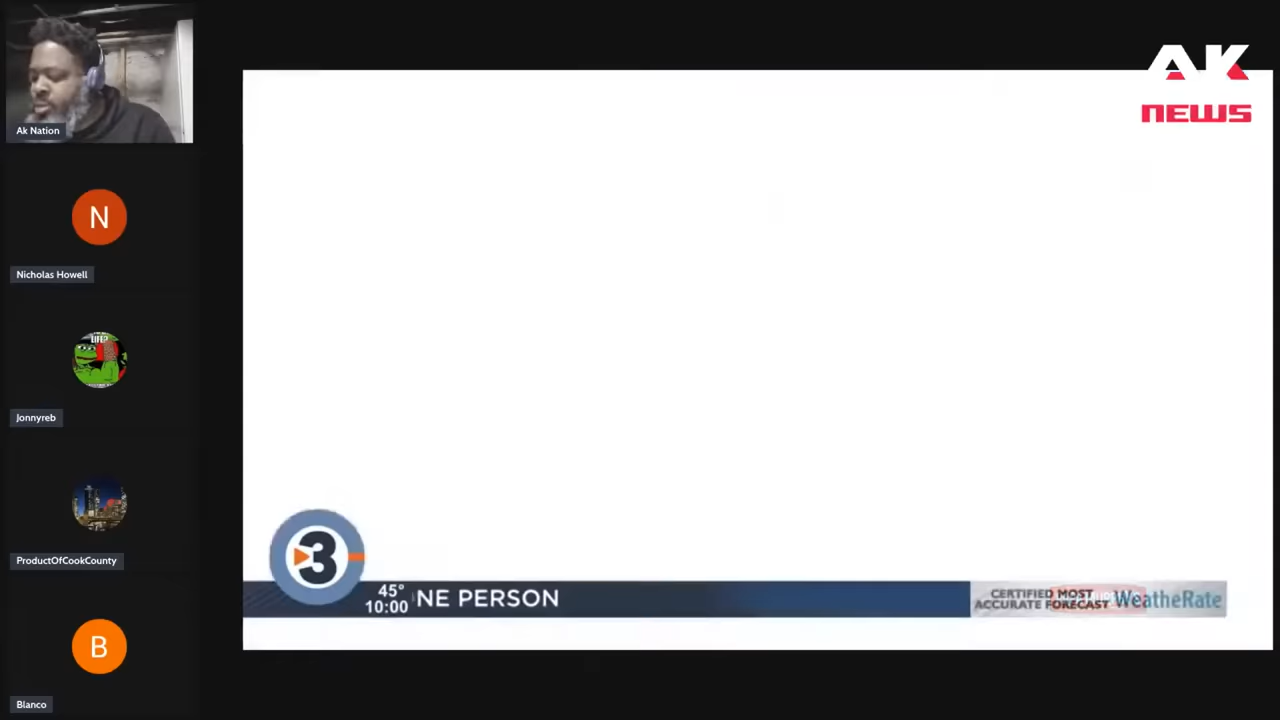 AK
NEWS
Ak Nation
N
Nicholas Howell
LIFE?
Jonnyreb
ProductOfCookCounty
B
Blanco
3
45°
10:00
NE PERSON
CERTIFIED MOST
ACCURATE FORECAST
WeatheRate